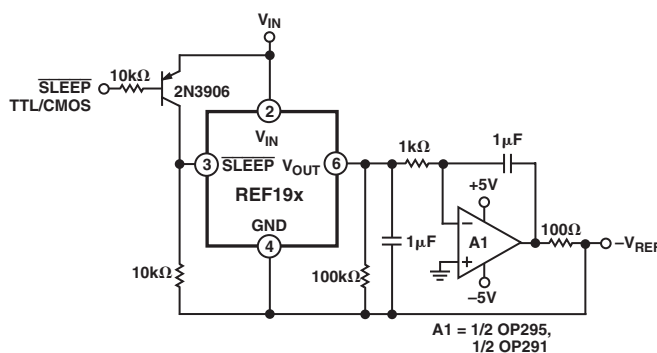 VIN
10kΩ
SLEEP
TTL/CMOS
2N3906
2
VIN
3
SLEEP
VOUT
6
REF19x
GND
4
10kΩ
100kΩ
1µF
1kΩ
1µF
+5V
−
A1
+
−5V
100Ω
−VREF
A1 = 1/2 OP295,
1/2 OP291